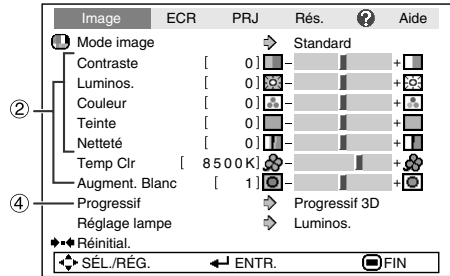 Image ECR PRJ Rés. ? Aide
Mode image Standard
Contraste [ 0] − +
② Luminos. [ 0] − +
Couleur [ 0] − +
Teinte [ 0] − +
Netteté [ 0] − +
Temp Clr [ 8500K] − +
Augment. Blanc [ 1] − +
④ Progressif Progressif 3D
Réglage lampe Luminos.
Réinitial.
SÉL./RÉG. ENTR. FIN